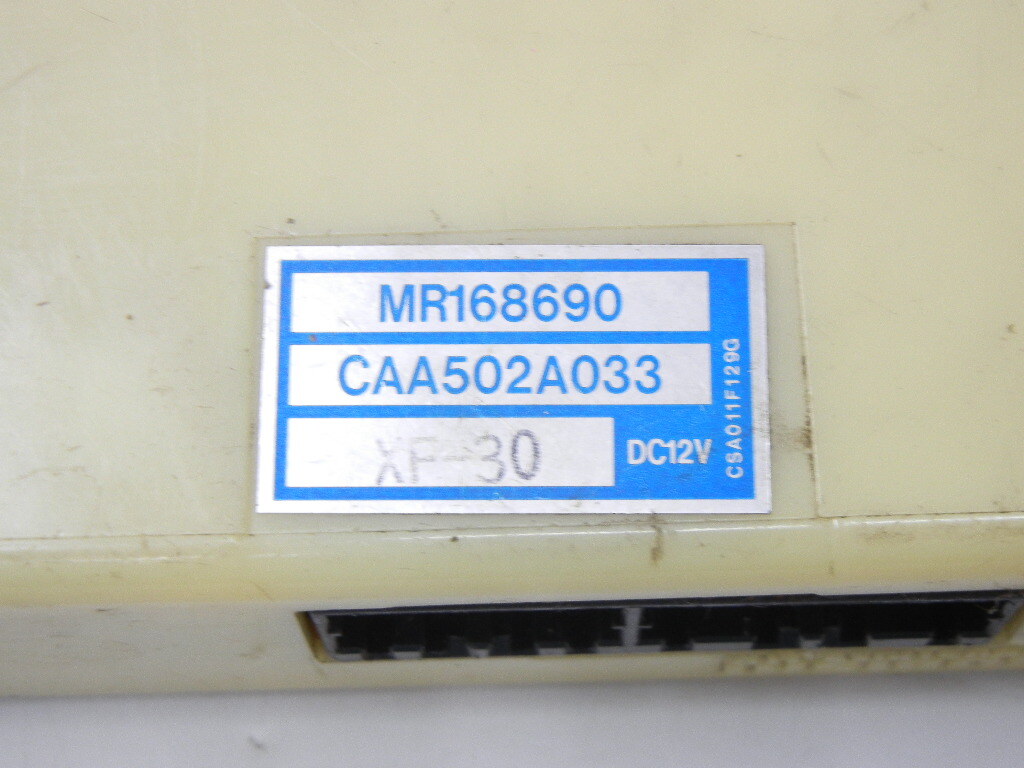 MR168690
CAA502A033
XF-30
DC12V
CSA011F129G